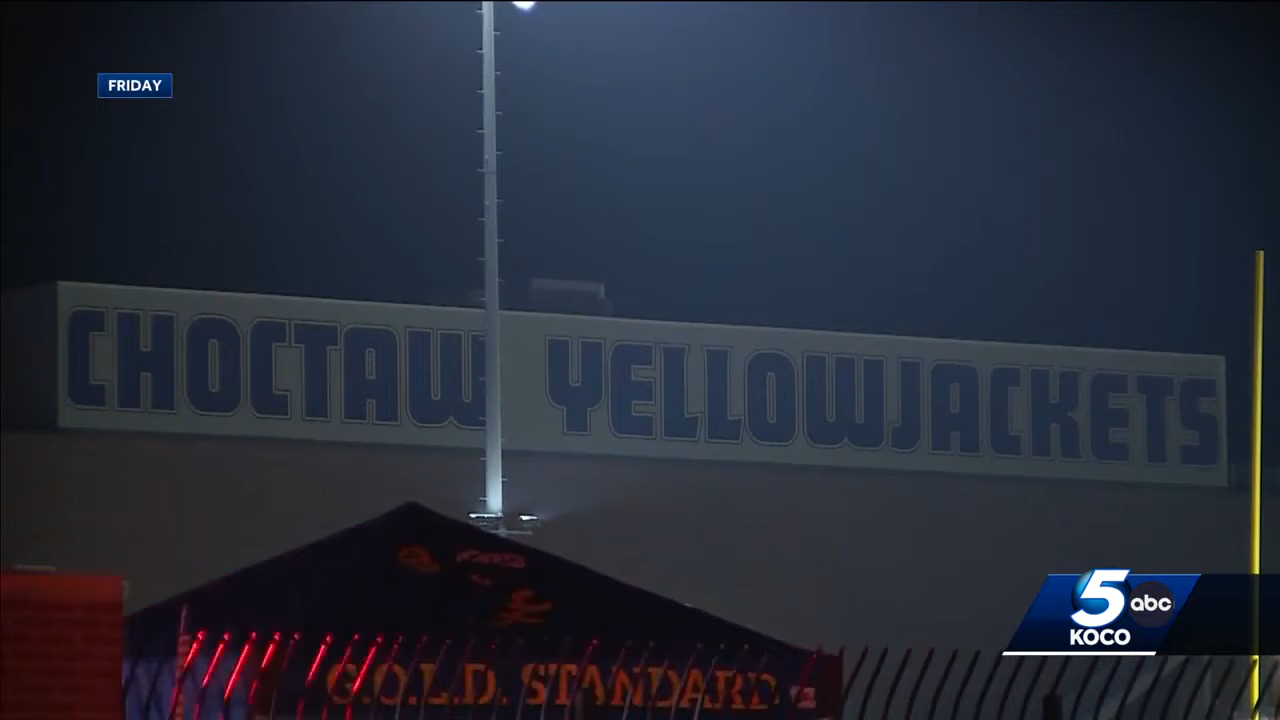 FRIDAY
CHOCTAW YELLOWJACKETS
G.O.L.D. STANDARD
5 abc
KOCO